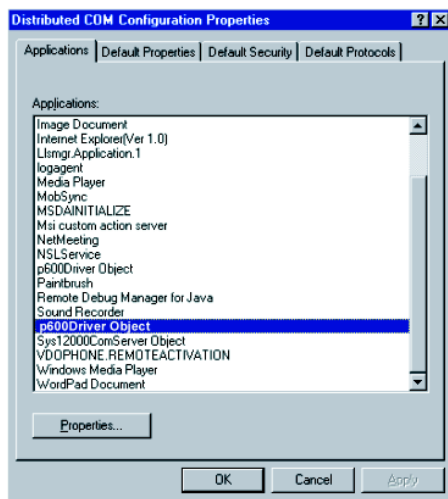 Distributed COM Configuration Properties
Applications
Default Properties
Default Security
Default Protocols
Applications:
Image Document
Internet Explorer(Ver 1.0)
Llsmgr.Application.1
logagent
Media Player
MobSync
MSDAINITIALIZE
Msi custom action server
NetMeeting
NSLService
p600Driver Object
Paintbrush
Remote Debug Manager for Java
Sound Recorder
p600Driver Object
Sys12000ComServer Object
VDOPHONE.REMOTEACTIVATION
Windows Media Player
WordPad Document
Properties...
OK
Cancel
Apply